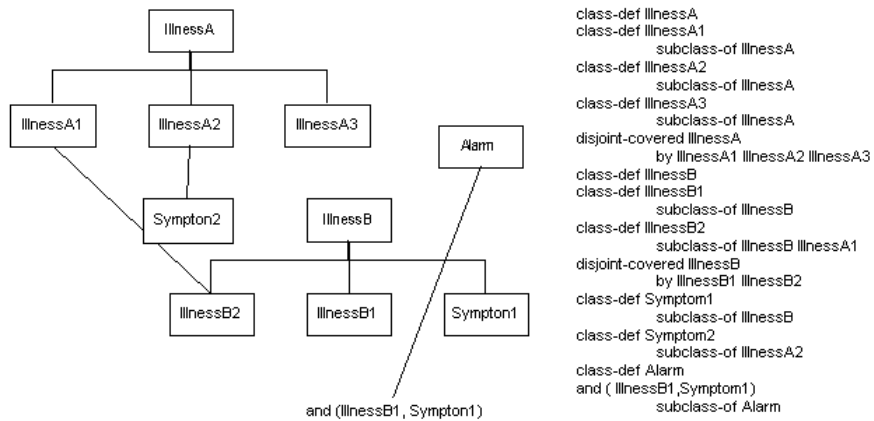 IllnessA
IllnessA1
IllnessA2
IllnessA3
Alarm
Sympton2
IllnessB
IllnessB2
IllnessB1
Sympton1
and (IllnessB1, Sympton1)
class-def IllnessA
class-def IllnessA1
subclass-of IllnessA
class-def IllnessA2
subclass-of IllnessA
class-def IllnessA3
subclass-of IllnessA
disjoint-covered IllnessA
by IllnessA1 IllnessA2 IllnessA3
class-def IllnessB
class-def IllnessB1
subclass-of IllnessB
class-def IllnessB2
subclass-of IllnessB IllnessA1
disjoint-covered IllnessB
by IllnessB1 IllnessB2
class-def Symptom1
subclass-of IllnessB
class-def Symptom2
subclass-of IllnessA2
class-def Alarm
and ( IllnessB1,Symptom1)
subclass-of Alarm